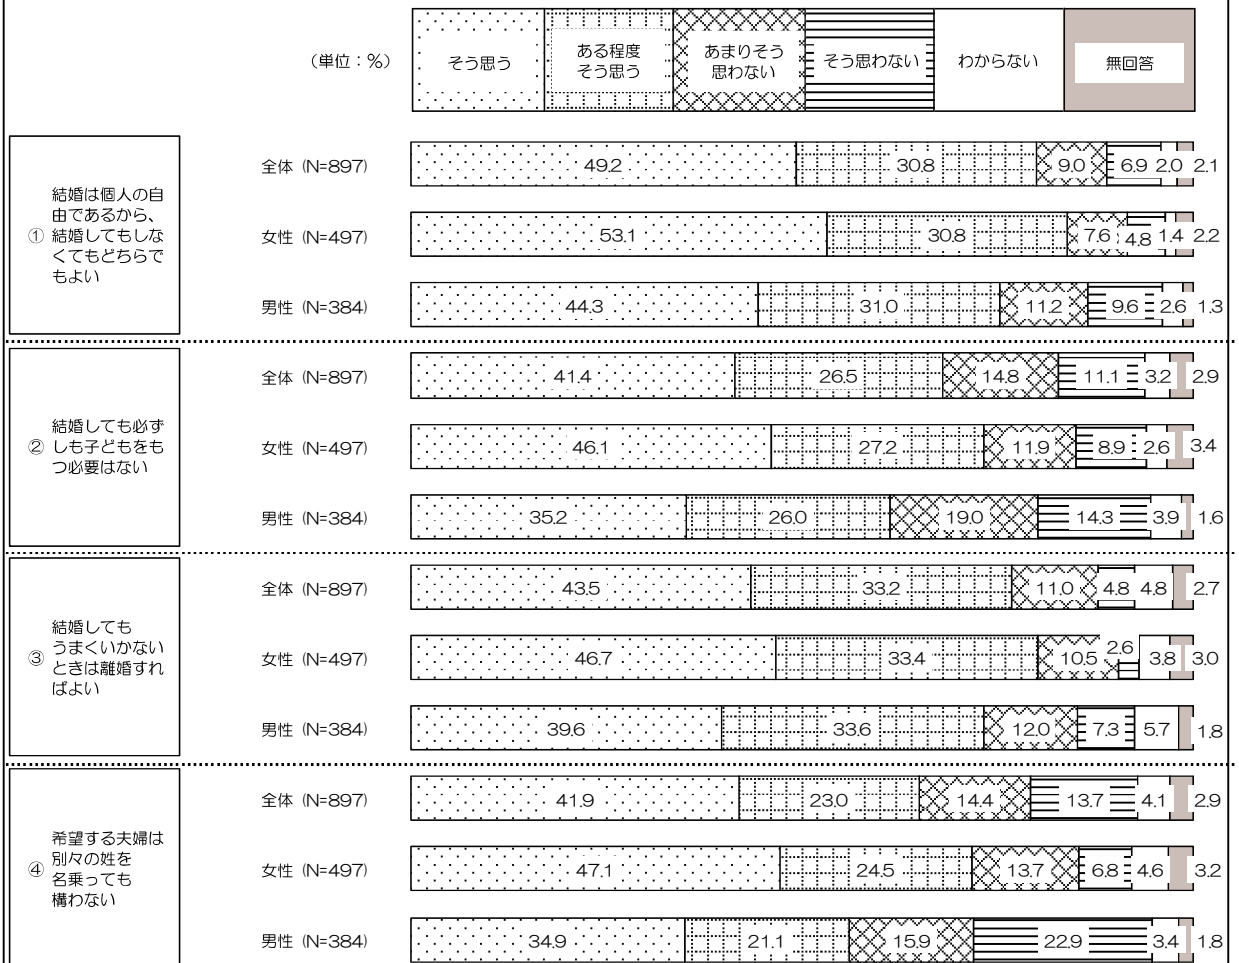 (単位：%)
そう思う
ある程度
そう思う
あまりそう
思わない
そう思わない
わからない
無回答
① 結婚は個人の自
由であるから、
結婚してもしな
くてもどちらで
もよい
全体 (N=897) 49.2 30.8 9.0 6.9 2.0 2.1
女性 (N=497) 53.1 30.8 7.6 4.8 1.4 2.2
男性 (N=384) 44.3 31.0 11.2 9.6 2.6 1.3
② 結婚しても必ず
しも子どもをも
つ必要はない
全体 (N=897) 41.4 26.5 14.8 11.1 3.2 2.9
女性 (N=497) 46.1 27.2 11.9 8.9 2.6 3.4
男性 (N=384) 35.2 26.0 19.0 14.3 3.9 1.6
③ 結婚しても
うまくいかない
ときは離婚すれ
ばよい
全体 (N=897) 43.5 33.2 11.0 4.8 4.8 2.7
女性 (N=497) 46.7 33.4 10.5 2.6 3.8 3.0
男性 (N=384) 39.6 33.6 12.0 7.3 5.7 1.8
④ 希望する夫婦は
別々の姓を
名乗っても
構わない
全体 (N=897) 41.9 23.0 14.4 13.7 4.1 2.9
女性 (N=497) 47.1 24.5 13.7 6.8 4.6 3.2
男性 (N=384) 34.9 21.1 15.9 22.9 3.4 1.8